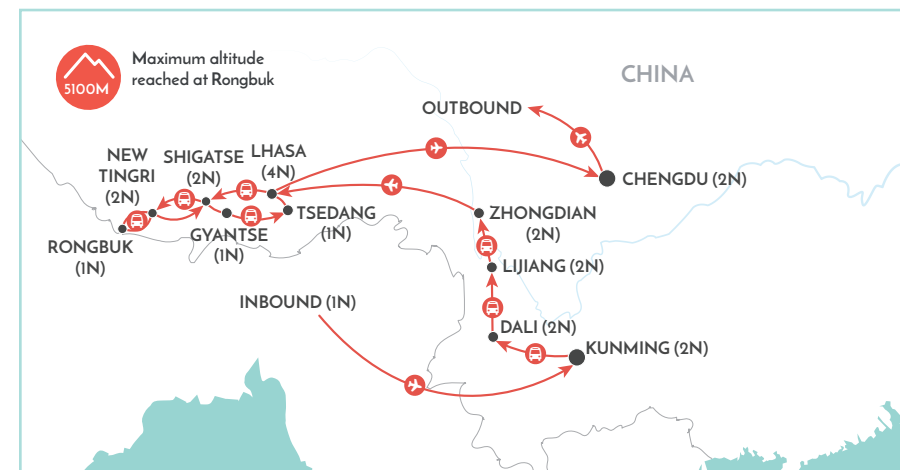 Maximum altitude
reached at Rongbuk
5100M
CHINA
OUTBOUND
NEW
TINGRI
(2N)
SHIGATSE
(2N)
LHASA
(4N)
CHENGDU (2N)
TSEDANG
(1N)
ZHONGDIAN
(2N)
GYANTSE
(1N)
RONGBUK
(1N)
LIJIANG (2N)
INBOUND (1N)
DALI (2N)
KUNMING (2N)